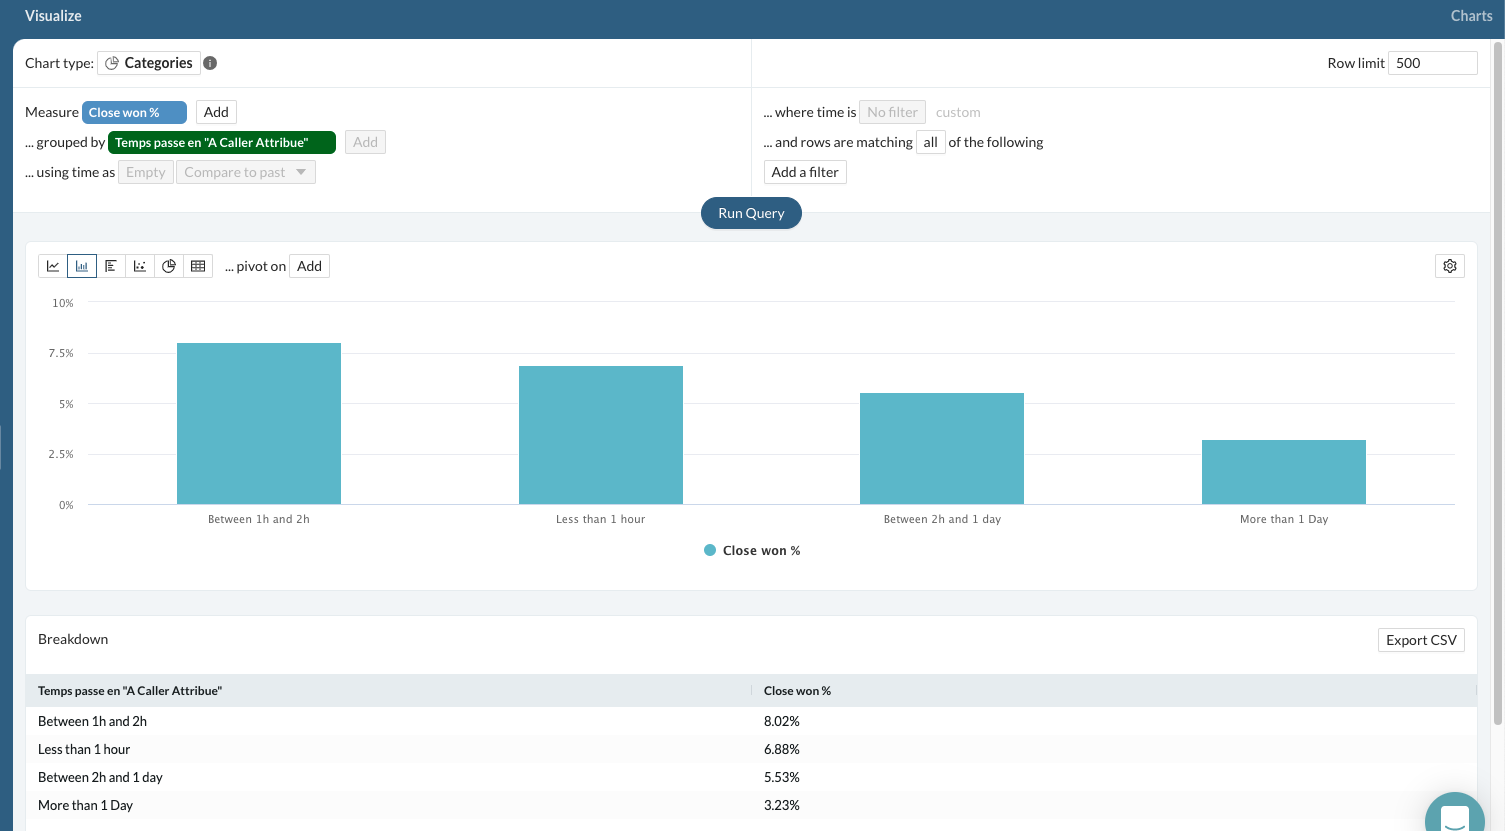 Visualize
Charts
Chart type: Categories i
Row limit 500
Measure Close won % Add
... grouped by Temps passe en "A Caller Attribue" Add
... using time as Empty Compare to past
... where time is No filter custom
... and rows are matching all of the following
Add a filter
Run Query
... pivot on Add
10%
7.5%
5%
2.5%
0%
Between 1h and 2h
Less than 1 hour
Between 2h and 1 day
More than 1 Day
Close won %
Breakdown
Export CSV
Temps passe en "A Caller Attribue" Close won %
Between 1h and 2h 8.02%
Less than 1 hour 6.88%
Between 2h and 1 day 5.53%
More than 1 Day 3.23%